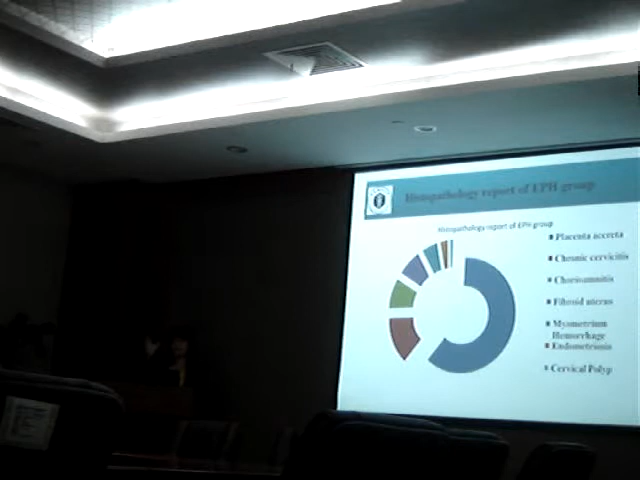 Histopathology report of EPH group
Histopathology report of EPH group
Placenta accreta
Chronic cervicitis
Chorioamnitis
Fibroid uterus
Myometrium
Hemorrhage
Endometriosis
Cervical Polyp